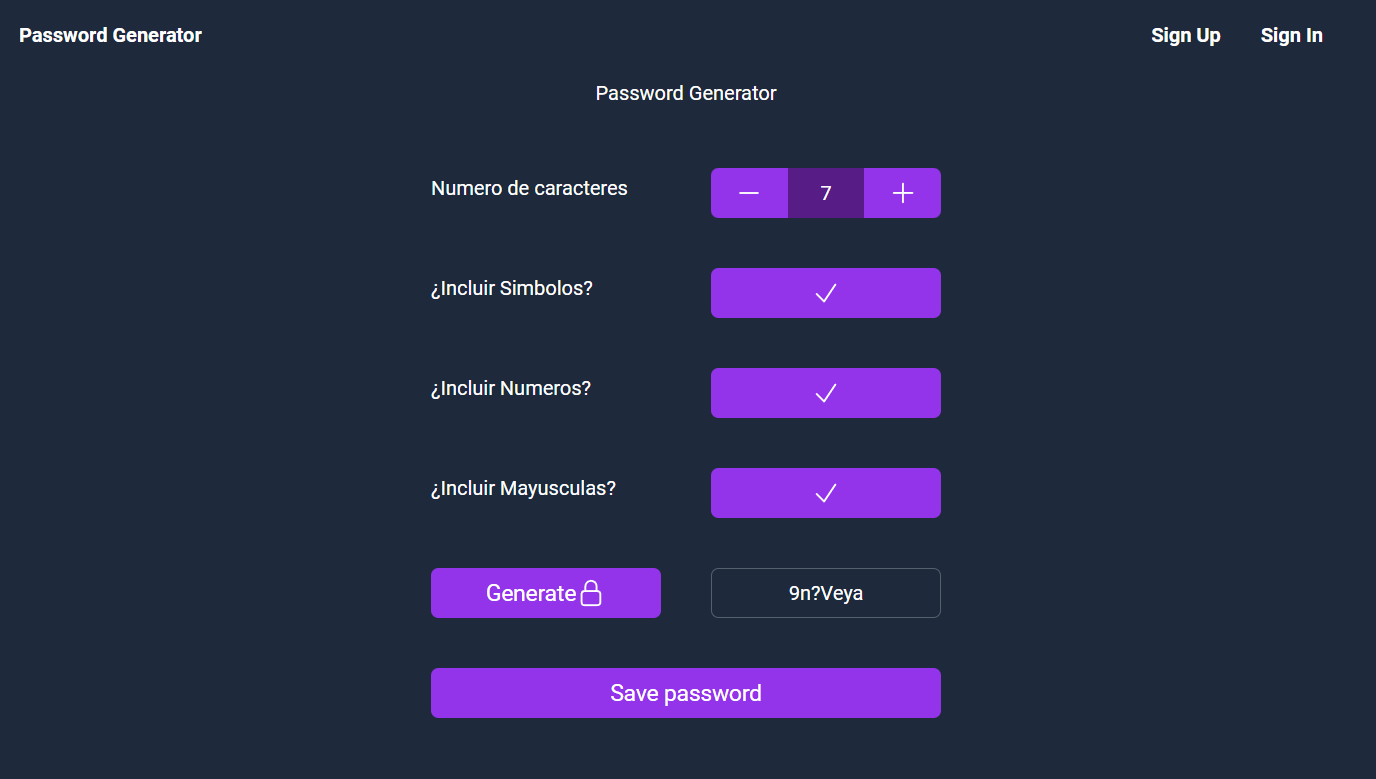 Password Generator
Sign Up
Sign In
Password Generator
Numero de caracteres
7
¿Incluir Simbolos?
¿Incluir Numeros?
¿Incluir Mayusculas?
Generate
9n?Veya
Save password